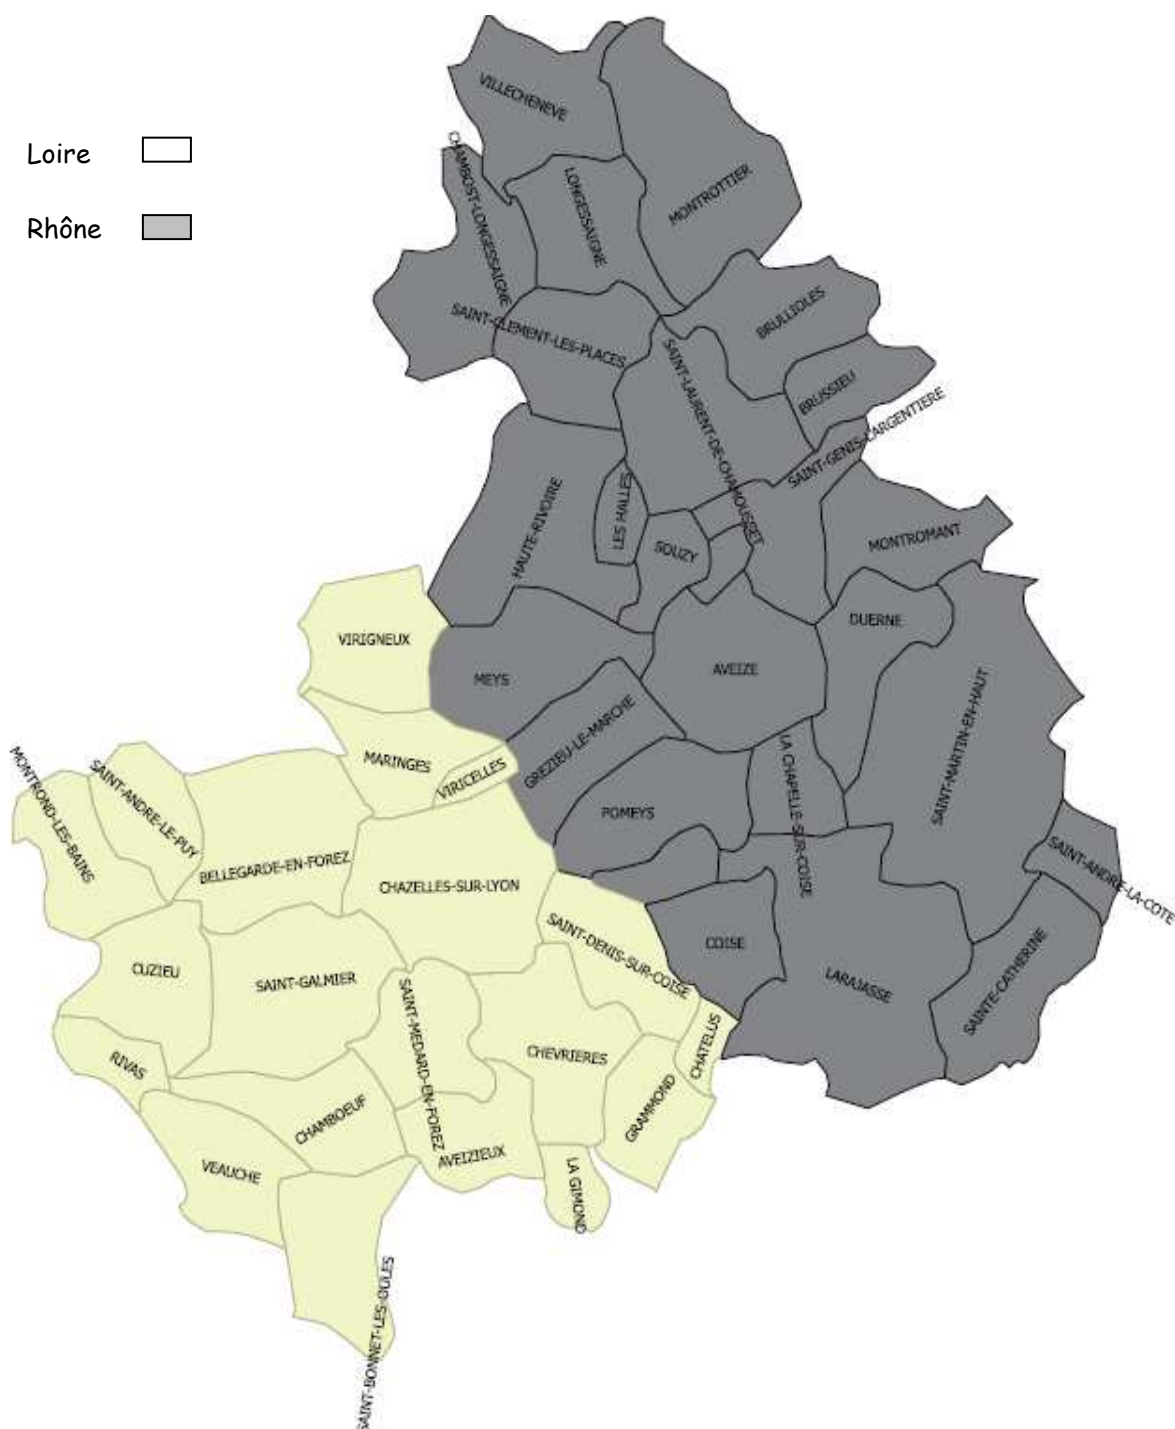 Loire
Rhône
VILLECHENEVE
CHAMBOST-LONGESSAIGNE
LONGESSAIGNE
MONTROTTIER
SAINT-CLEMENT-LES-PLACES
BRULLIOLES
SAINT-LAURENT-DE-CHAMOUSSET
BRUSSIEU
SAINT-GENIS-L'ARGENTIERE
HAUTE-RIVOIRE
LES HALLES
SOUZY
MONTROMANT
DUERNE
VIRIGNEUX
MEYS
AVEIZE
SAINT-MARTIN-EN-HAUT
GREZIEU-LE-MARCHE
MARINGES
VIRICELLES
LA CHAPELLE-SUR-COISE
POMEYS
MONTROND-LES-BAINS
SAINT-ANDRE-LE-PUY
BELLEGARDE-EN-FOREZ
CHAZELLES-SUR-LYON
SAINT-ANDRE-LA-COTE
SAINT-DENIS-SUR-COISE
COISE
LARAJASSE
SAINTE-CATHERINE
CUZIEU
SAINT-GALMIER
SAINT-MEDARD-EN-FOREZ
CHEVRIERES
CHATELUS
RIVAS
CHAMBOEUF
GRAMMOND
VEAUCHE
AVEIZIEUX
LA GIMOND
SAINT-BONNET-LES-OULES